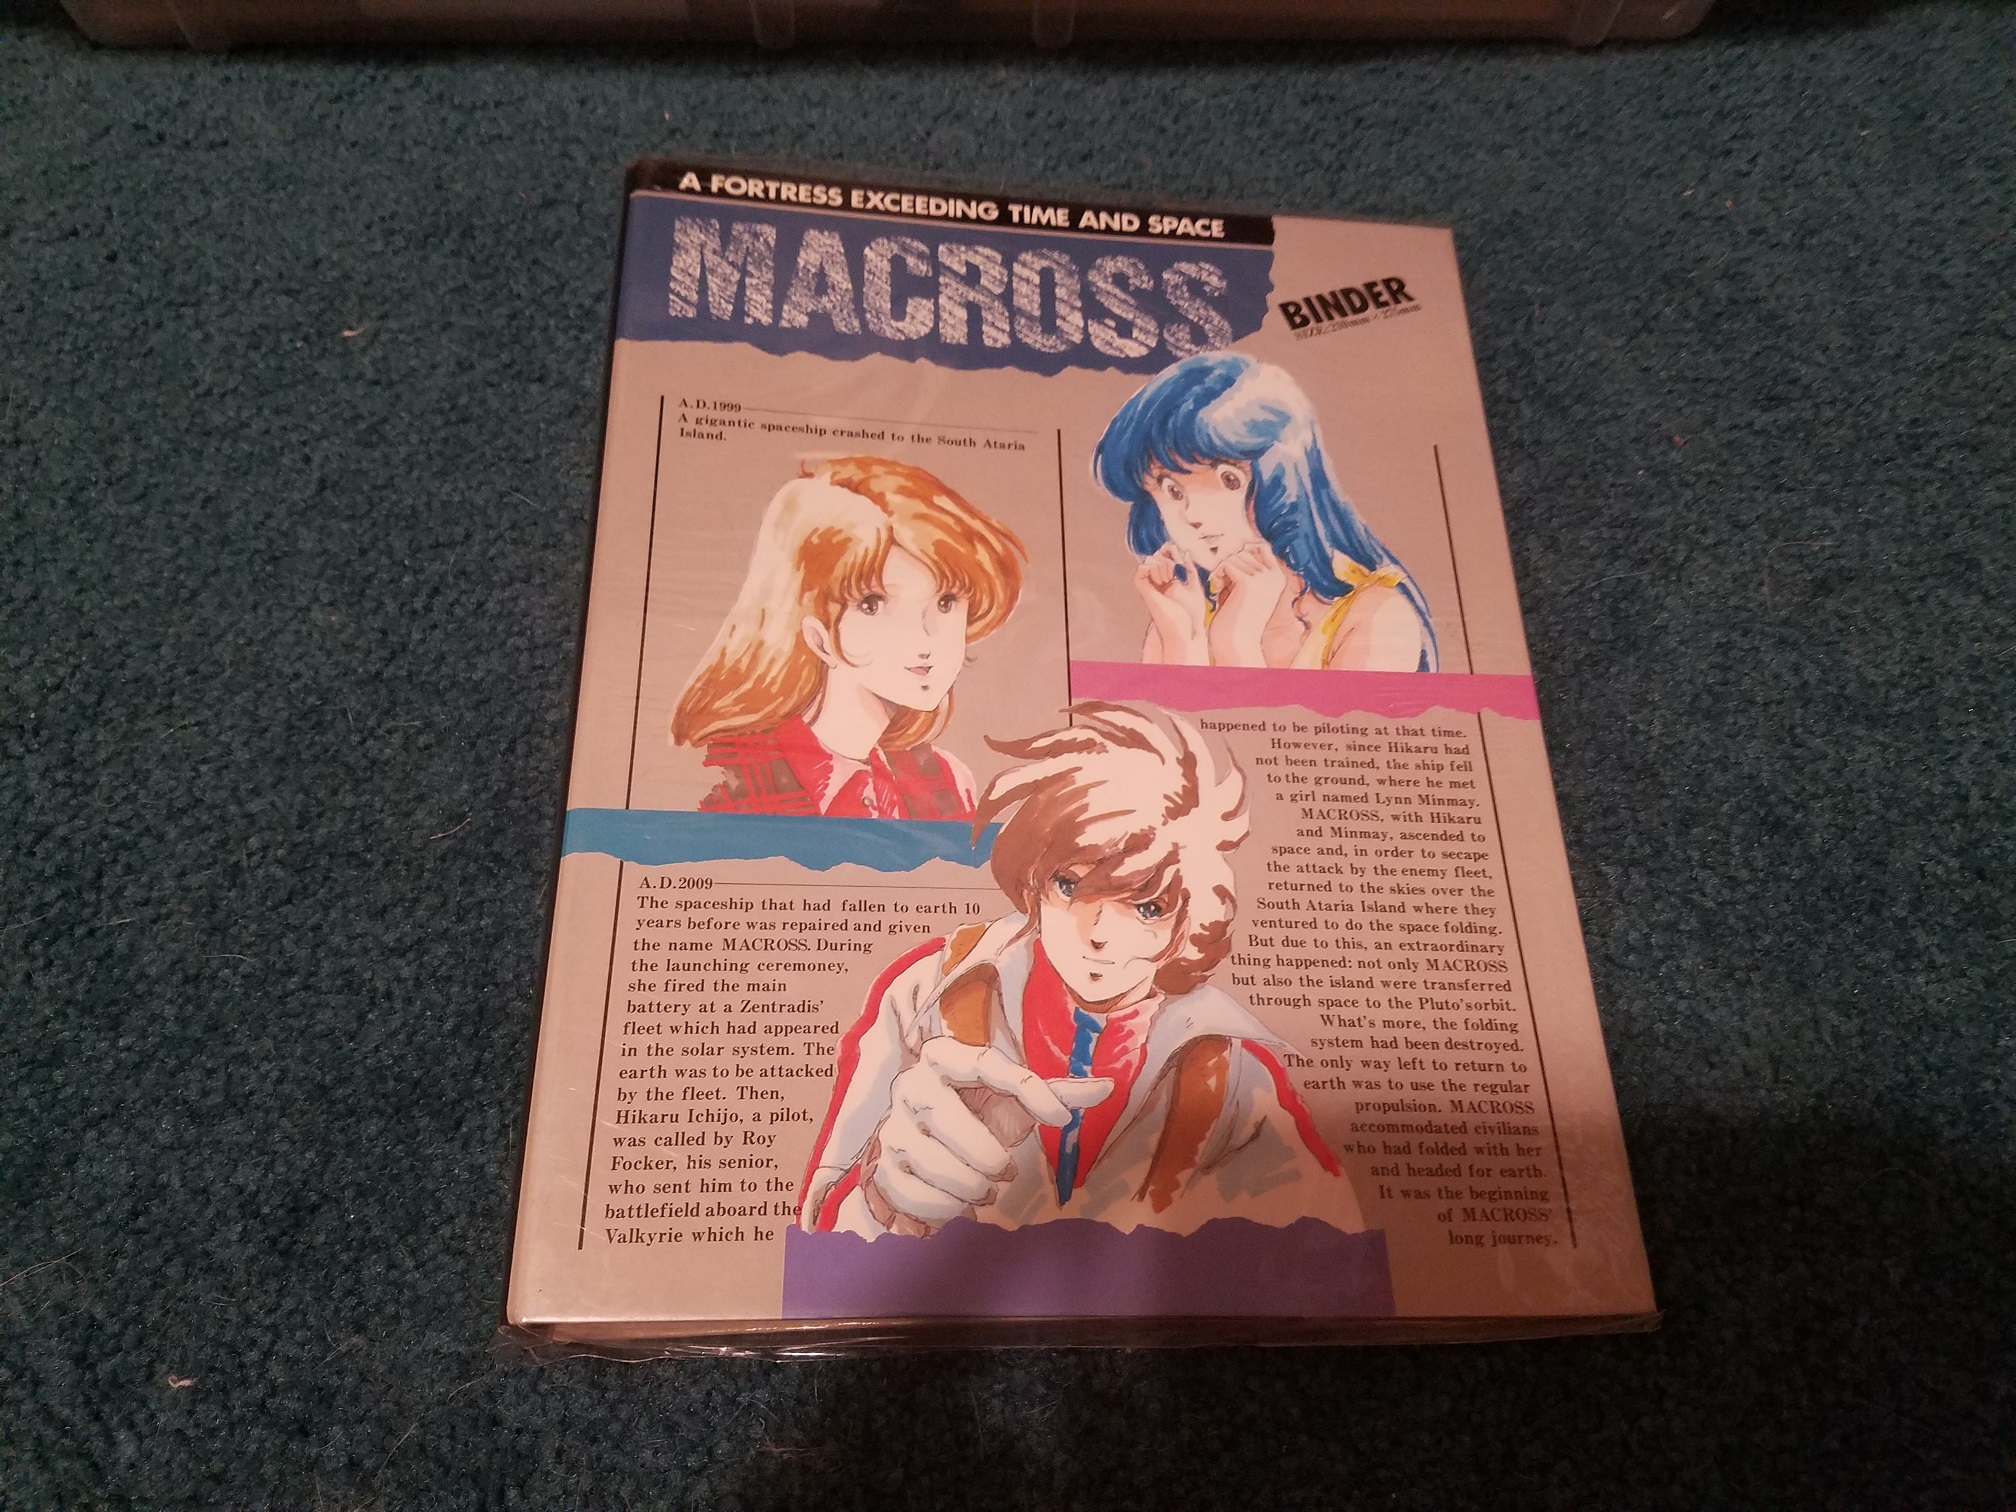 A FORTRESS EXCEEDING TIME AND SPACE
MACROSS
BINDER
A.D.1999
A gigantic spaceship crashed to the South Ataria
Island.
A.D.2009
The spaceship that had fallen to earth 10
years before was repaired and given
the name MACROSS. During
the launching ceremoney,
she fired the main
battery at a Zentradis'
fleet which had appeared
in the solar system. The
earth was to be attacked
by the fleet. Then,
Hikaru Ichijo, a pilot,
was called by Roy
Focker, his senior,
who sent him to the
battlefield aboard the
Valkyrie which he
happened to be piloting at that time.
However, since Hikaru had
not been trained, the ship fell
to the ground, where he met
a girl named Lynn Minmay.
MACROSS, with Hikaru
and Minmay, ascended to
space and, in order to secape
the attack by the enemy fleet,
returned to the skies over the
South Ataria Island where they
ventured to do the space folding.
But due to this, an extraordinary
thing happened: not only MACROSS
but also the island were transferred
through space to the Pluto'sorbit.
What's more, the folding
system had been destroyed.
The only way left to return to
earth was to use the regular
propulsion. MACROSS
accommodated civilians
who had folded with her
and headed for earth.
It was the beginning
of MACROSS'
long journey.